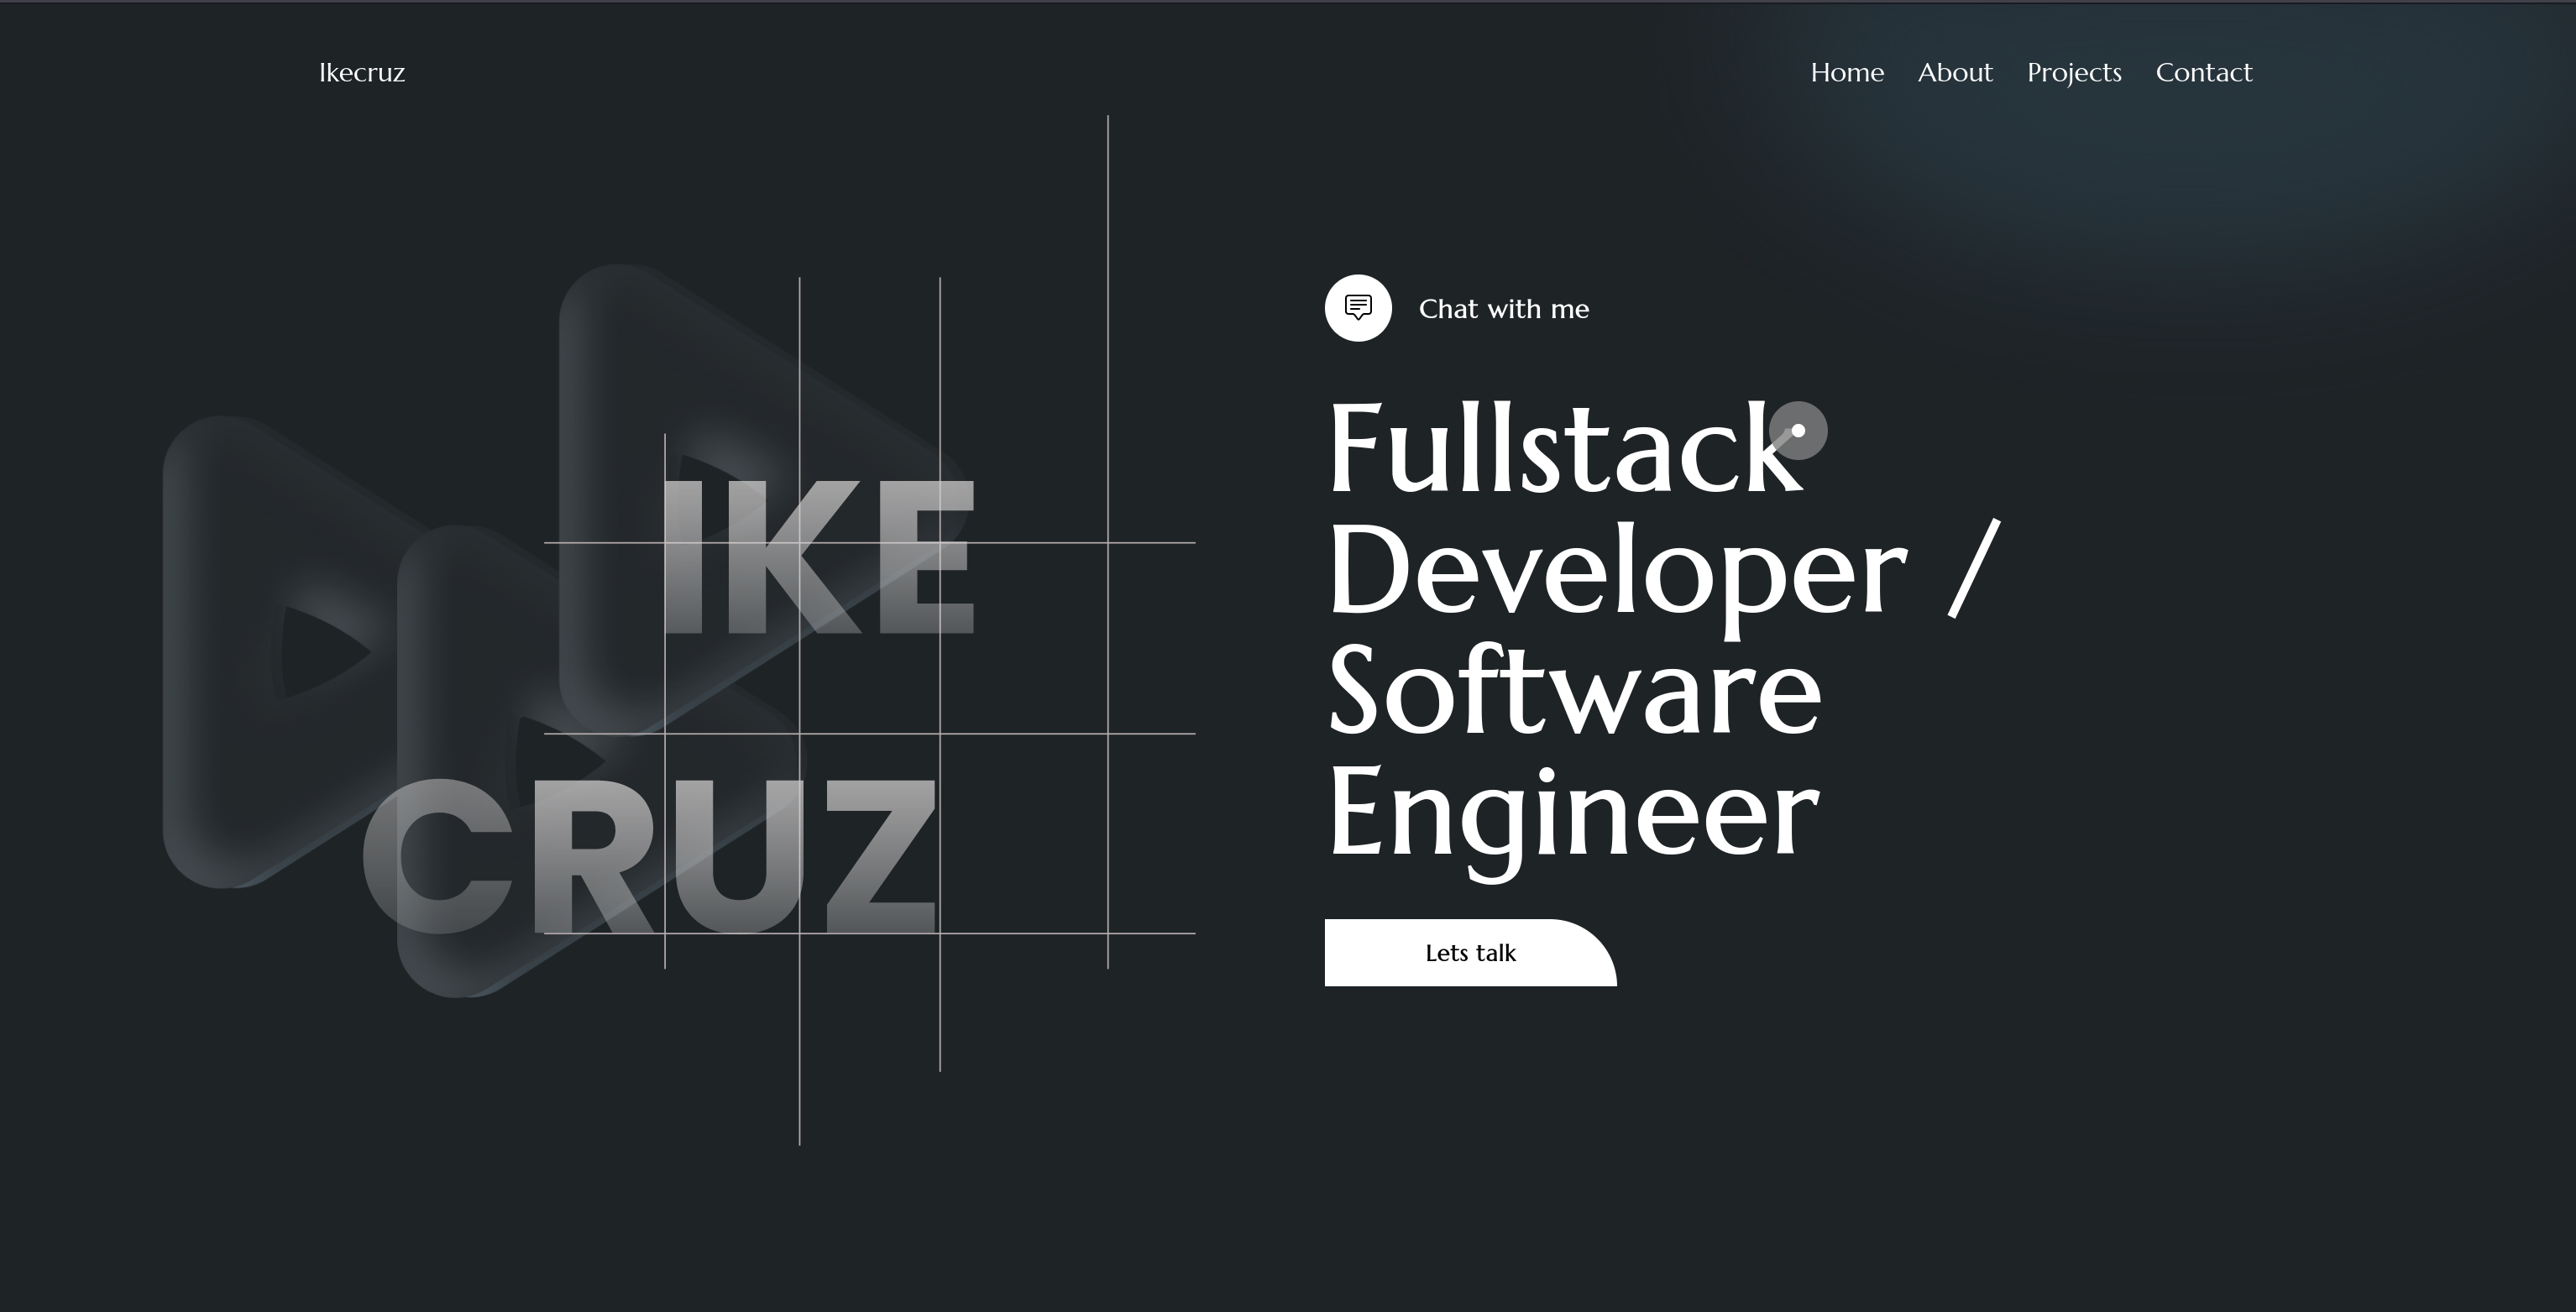 Ikecruz
Home About Projects Contact
IKE
CRUZ
Chat with me
Fullstack
Developer /
Software
Engineer
Lets talk